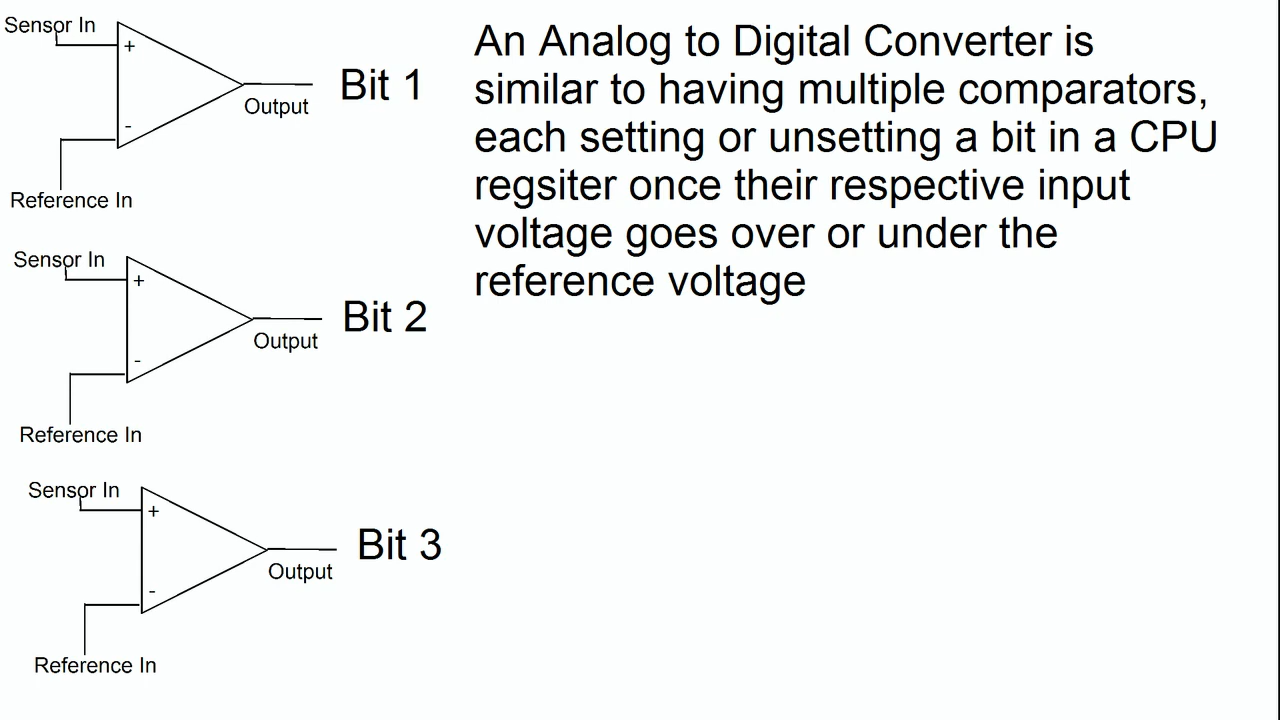 Sensor In
+
-
Output
Reference In
Bit 1
Sensor In
+
-
Output
Reference In
Bit 2
Sensor In
+
-
Output
Reference In
Bit 3
An Analog to Digital Converter is
similar to having multiple comparators,
each setting or unsetting a bit in a CPU
regsiter once their respective input
voltage goes over or under the
reference voltage